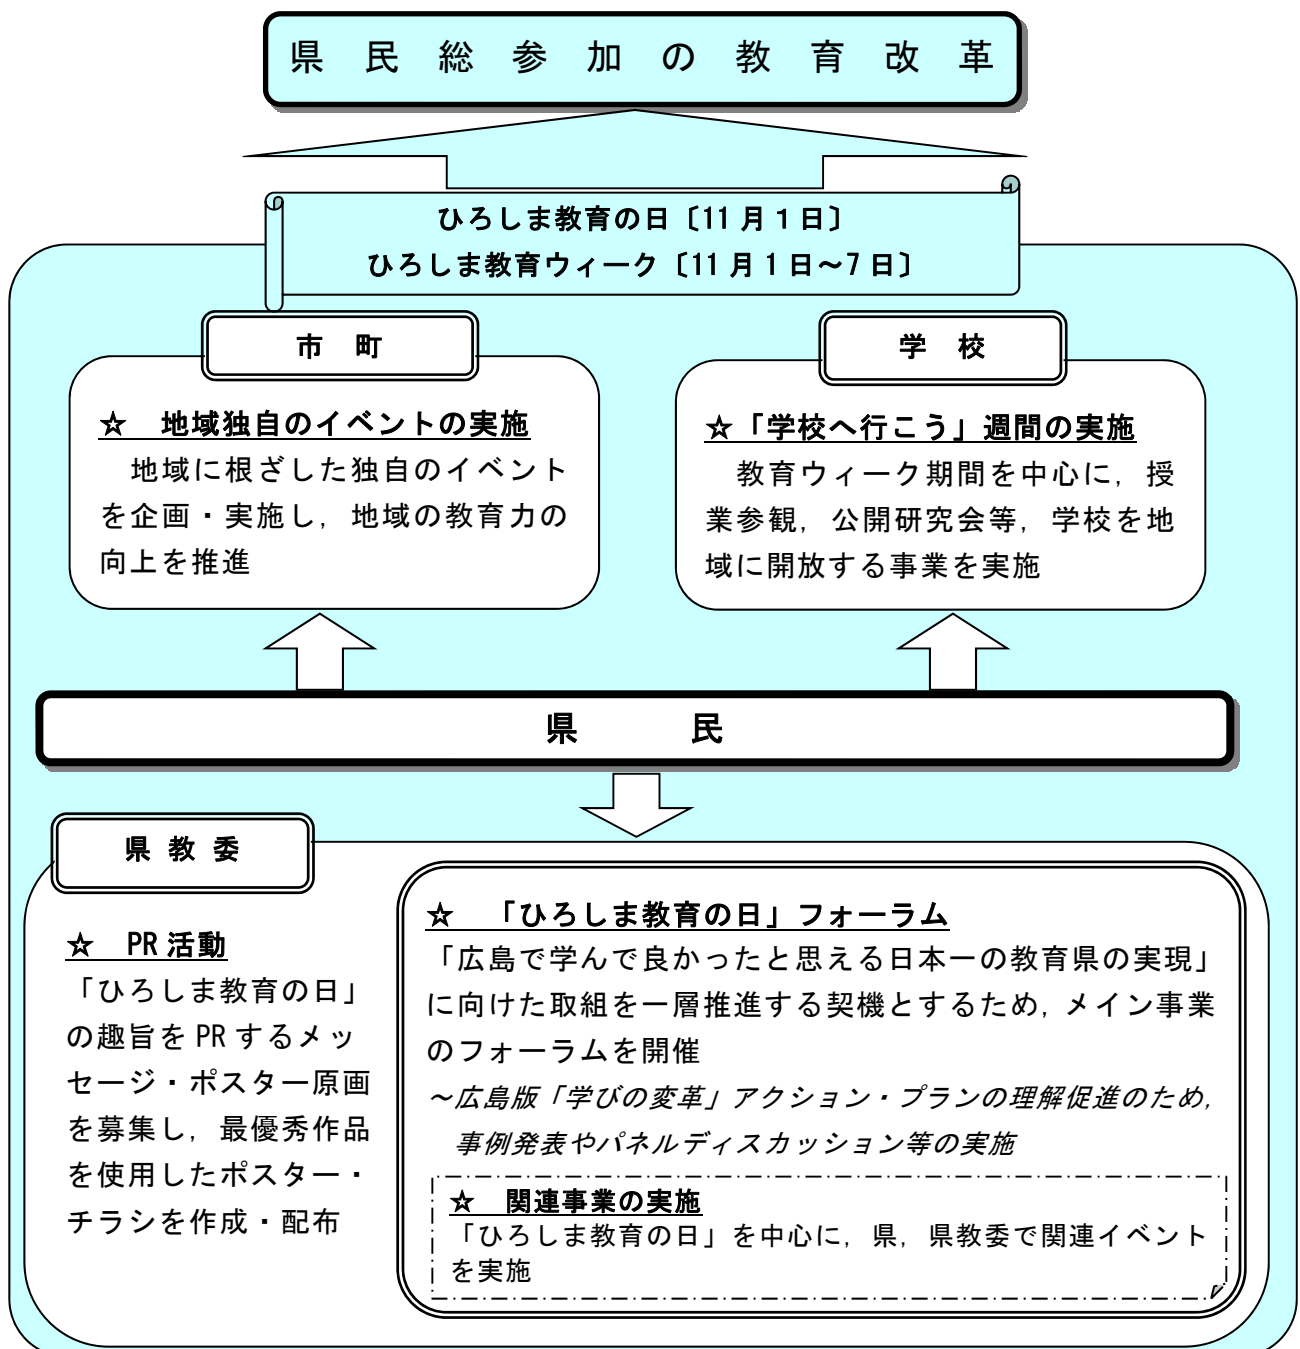 県民総参加の教育改革
ひろしま教育の日〔11月1日〕
ひろしま教育ウィーク〔11月1日～7日〕
市町
☆　地域独自のイベントの実施
　地域に根ざした独自のイベント
を企画・実施し，地域の教育力の
向上を推進
学校
☆「学校へ行こう」週間の実施
　教育ウィーク期間を中心に，授
業参観，公開研究会等，学校を地
域に開放する事業を実施
県民
県教委
☆　PR活動
「ひろしま教育の日」
の趣旨をPRするメッ
セージ・ポスター原画
を募集し，最優秀作品
を使用したポスター・
チラシを作成・配布
☆　「ひろしま教育の日」フォーラム
「広島で学んで良かったと思える日本一の教育県の実現」
に向けた取組を一層推進する契機とするため，メイン事業
のフォーラムを開催
～広島版「学びの変革」アクション・プランの理解促進のため，
事例発表やパネルディスカッション等の実施
☆　関連事業の実施
「ひろしま教育の日」を中心に，県，県教委で関連イベント
を実施